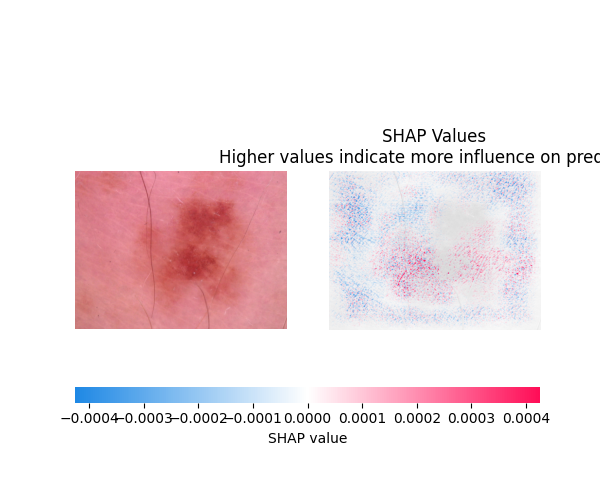 SHAP Values
Higher values indicate more influence on pred
−0.0004 −0.0003 −0.0002 −0.0001 0.0000 0.0001 0.0002 0.0003 0.0004
SHAP value